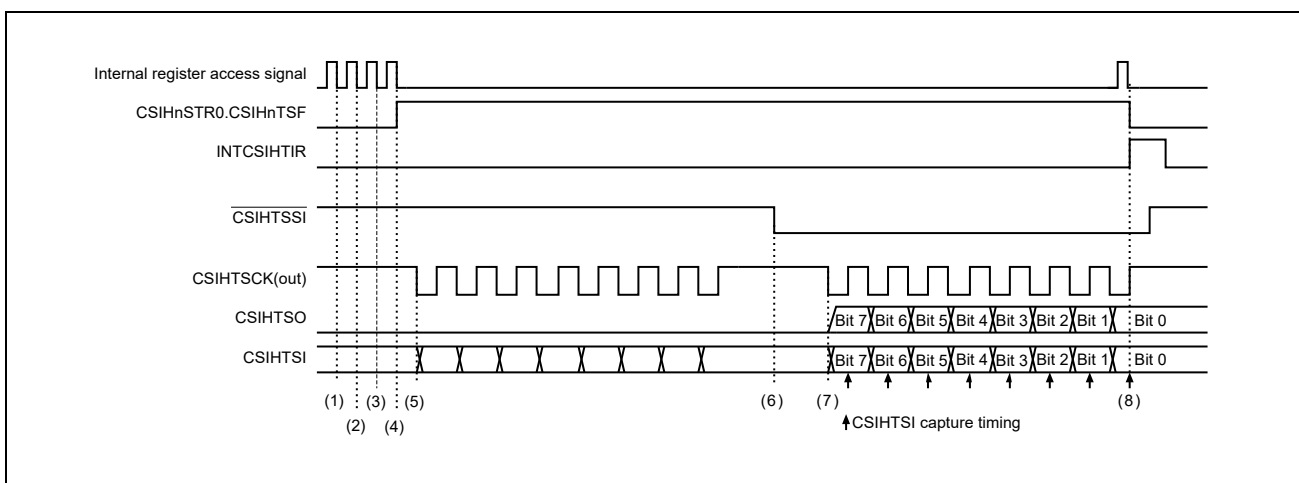 Internal register access signal
CSIHnSTR0.CSIHnTSF
INTCSIHTIR
CSIHTSSI
CSIHTSCK(out)
CSIHTSO
Bit 7 Bit 6 Bit 5 Bit 4 Bit 3 Bit 2 Bit 1 Bit 0
CSIHTSI
Bit 7 Bit 6 Bit 5 Bit 4 Bit 3 Bit 2 Bit 1 Bit 0
(1) (3) (5) (6) (7) (8)
(2) (4)
CSIHTSI capture timing